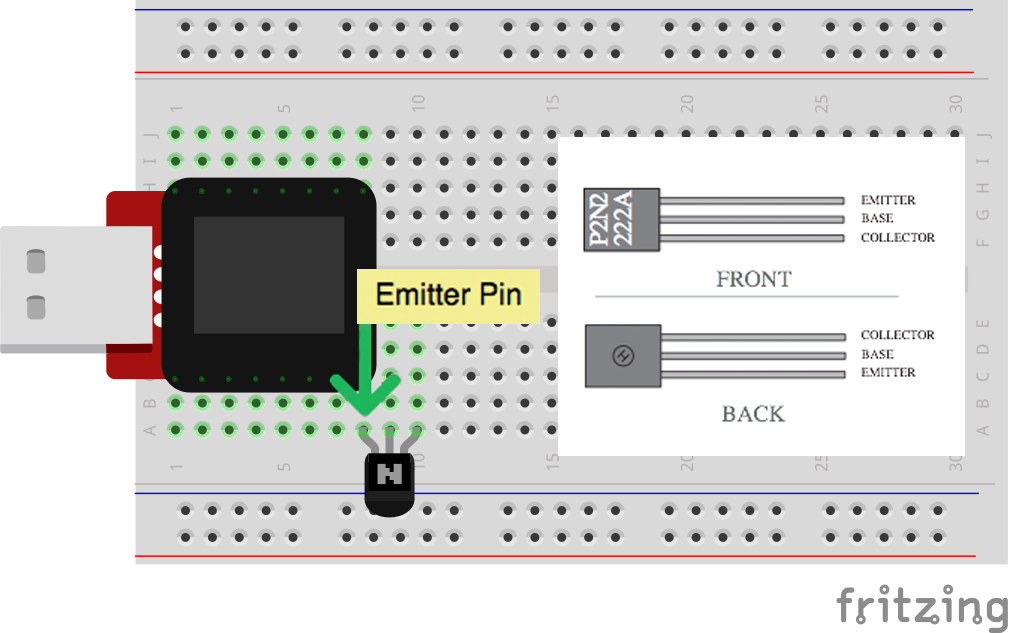 1 5 10 15 20 25 30
J J
I I
H H
G
F
Emitter Pin
E
D
C C
B B
A A
1 5 10 15 20 25 30
N
P2N2
222A
EMITTER
BASE
COLLECTOR
FRONT
COLLECTOR
BASE
EMITTER
H
BACK
fritzing